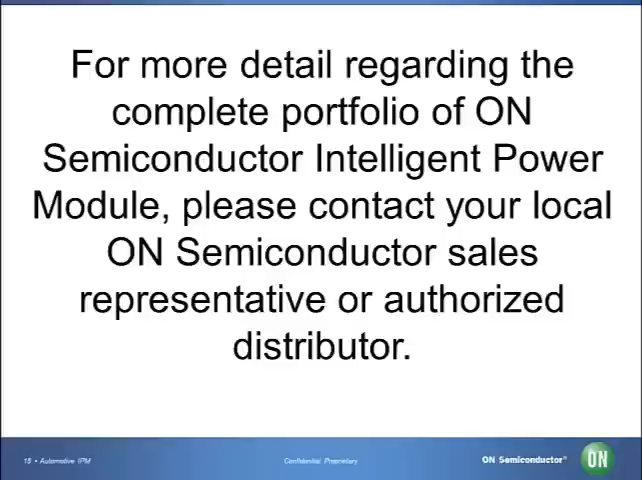 For more detail regarding the
complete portfolio of ON
Semiconductor Intelligent Power
Module, please contact your local
ON Semiconductor sales
representative or authorized
distributor.
15 • Automotive IPM
Confidential Proprietary
ON Semiconductor®
ON